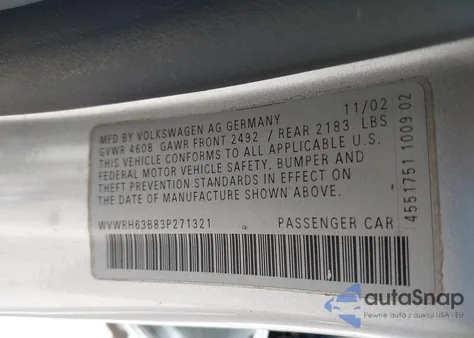 11/02
MFD BY VOLKSWAGEN AG GERMANY
GVWR 4608 GAWR FRONT 2492 / REAR 2183 LBS
THIS VEHICLE CONFORMS TO ALL APPLICABLE U.S.
FEDERAL MOTOR VEHICLE SAFETY, BUMPER AND
THEFT PREVENTION STANDARDS IN EFFECT ON
THE DATE OF MANUFACTURE SHOWN ABOVE.
WVWRH63B83P271321 PASSENGER CAR
4551751 1009 02
autoSnap
Pewne auta z aukcji USA i EU